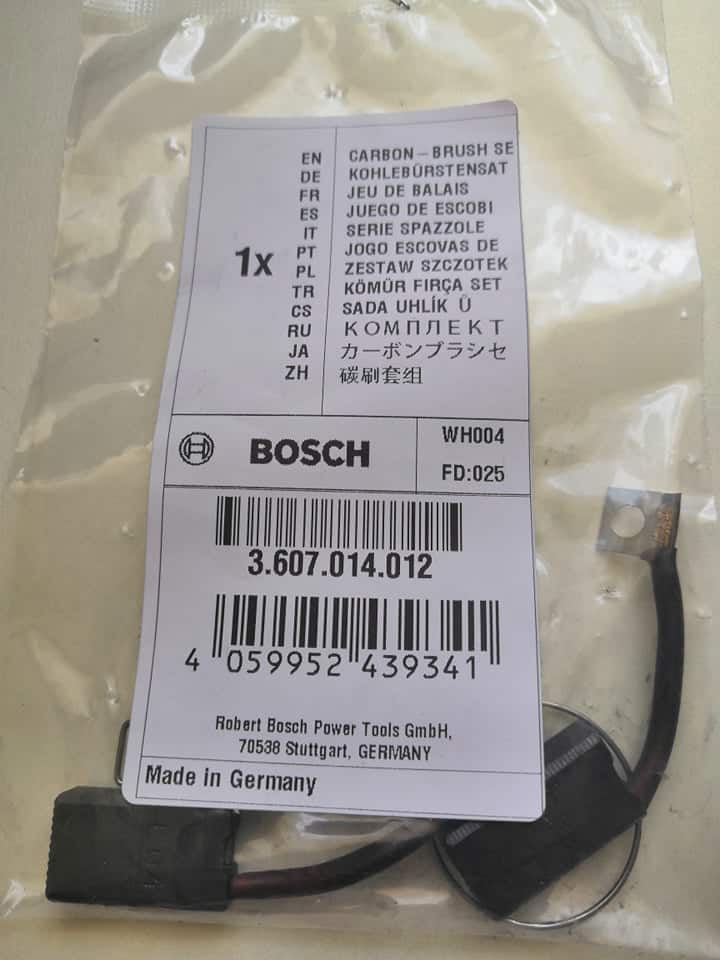 1x
EN CARBON-BRUSH SE
DE KOHLEBÜRSTENSAT
FR JEU DE BALAIS
ES JUEGO DE ESCOBI
IT SERIE SPAZZOLE
PT JOGO ESCOVAS DE
PL ZESTAW SZCZOTEK
TR KÖMÜR FIRÇA SET
CS SADA UHLÍK Ů
RU КОМПЛЕКТ
JA カーボンブラシセ
ZH 碳刷套组
BOSCH
WH004
FD:025
3.607.014.012
4 059952 439341
Robert Bosch Power Tools GmbH,
70538 Stuttgart, GERMANY
Made in Germany